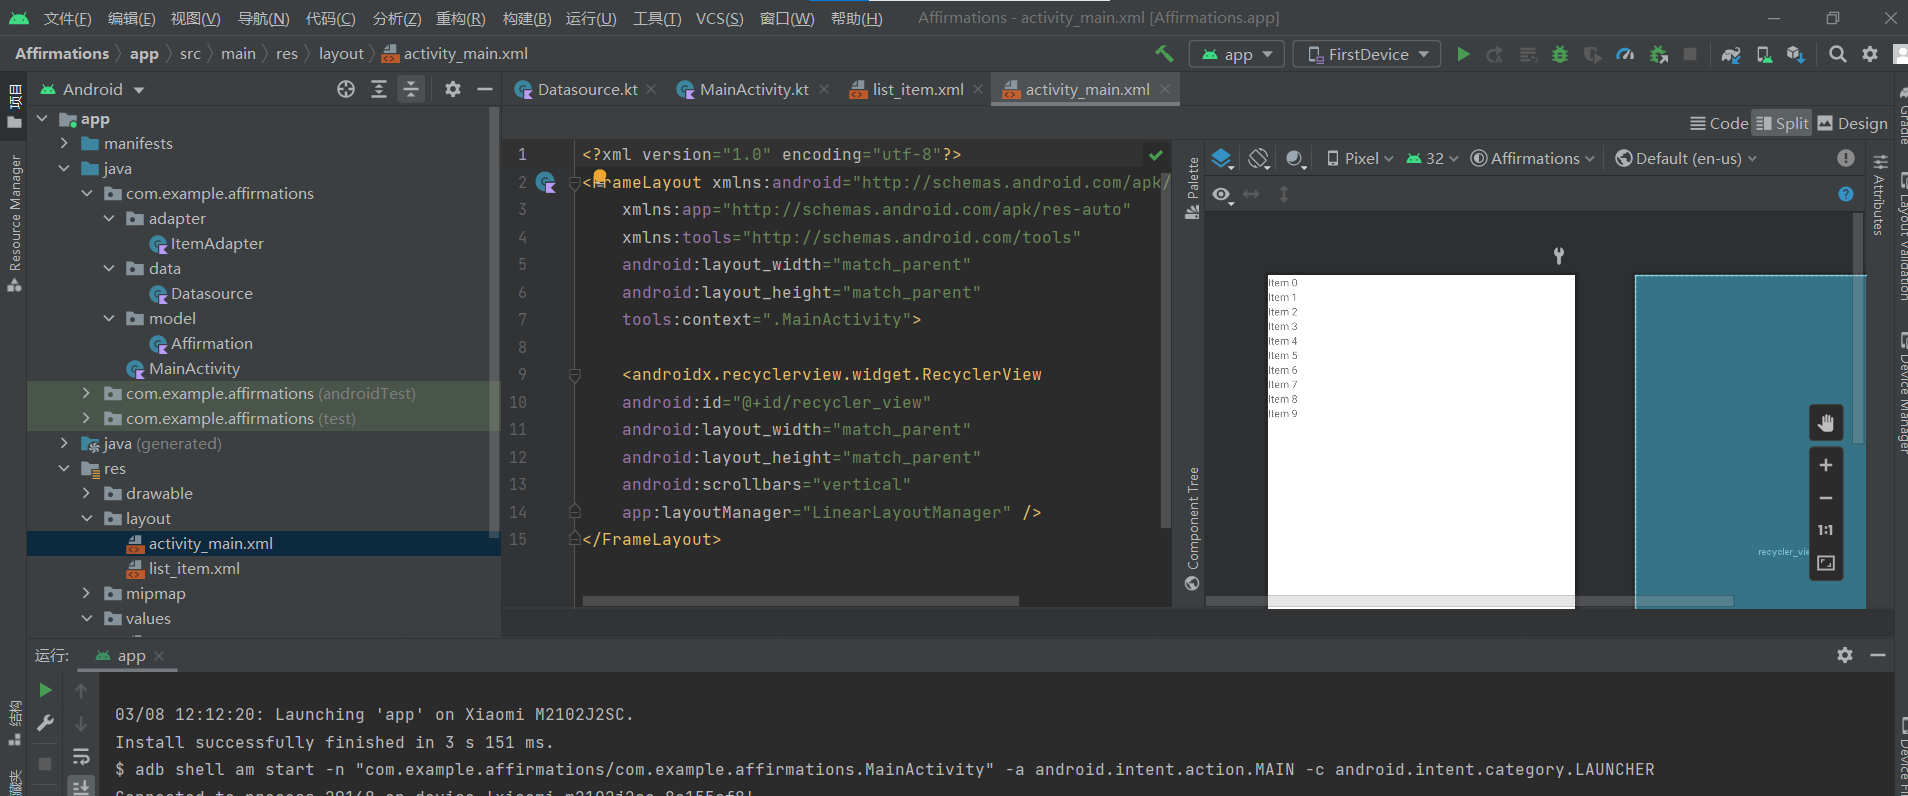 文件(F) 编辑(E) 视图(V) 导航(N) 代码(C) 分析(Z) 重构(R) 构建(B) 运行(U) 工具(T) VCS(S) 窗口(W) 帮助(H) Affirmations - activity_main.xml [Affirmations.app]
Affirmations app src main res layout activity_main.xml
app FirstDevice
项目
Resource Manager
结构
Android
app
manifests
java
com.example.affirmations
adapter
ItemAdapter
data
Datasource
model
Affirmation
MainActivity
com.example.affirmations (androidTest)
com.example.affirmations (test)
java (generated)
res
drawable
layout
activity_main.xml
list_item.xml
mipmap
values
Datasource.kt MainActivity.kt list_item.xml activity_main.xml
Code Split Design
1 <?xml version="1.0" encoding="utf-8"?>
2 <FrameLayout xmlns:android="http://schemas.android.com/apk/
3 xmlns:app="http://schemas.android.com/apk/res-auto"
4 xmlns:tools="http://schemas.android.com/tools"
5 android:layout_width="match_parent"
6 android:layout_height="match_parent"
7 tools:context=".MainActivity">
8
9 <androidx.recyclerview.widget.RecyclerView
10 android:id="@+id/recycler_view"
11 android:layout_width="match_parent"
12 android:layout_height="match_parent"
13 android:scrollbars="vertical"
14 app:layoutManager="LinearLayoutManager" />
15 </FrameLayout>
Palette
Component Tree
Pixel 32 Affirmations Default (en-us)
Item 0
Item 1
Item 2
Item 3
Item 4
Item 5
Item 6
Item 7
Item 8
Item 9
recycler_vie
1:1
Attributes
Gradle
Layout Validation
Device Manager
运行: app
03/08 12:12:20: Launching 'app' on Xiaomi M2102J2SC.
Install successfully finished in 3 s 151 ms.
$ adb shell am start -n "com.example.affirmations/com.example.affirmations.MainActivity" -a android.intent.action.MAIN -c android.intent.category.LAUNCHER